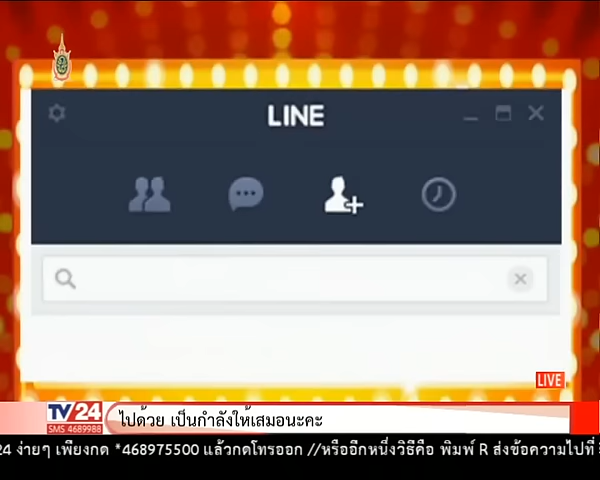 LINE
LIVE
TV24
SMS 4689988
ไปด้วย เป็นกำลังให้เสมอนะคะ
24 ง่ายๆ เพียงกด *468975500 แล้วกดโทรออก //หรืออีกหนึ่งวิธีคือ พิมพ์ R ส่งข้อความไปที่